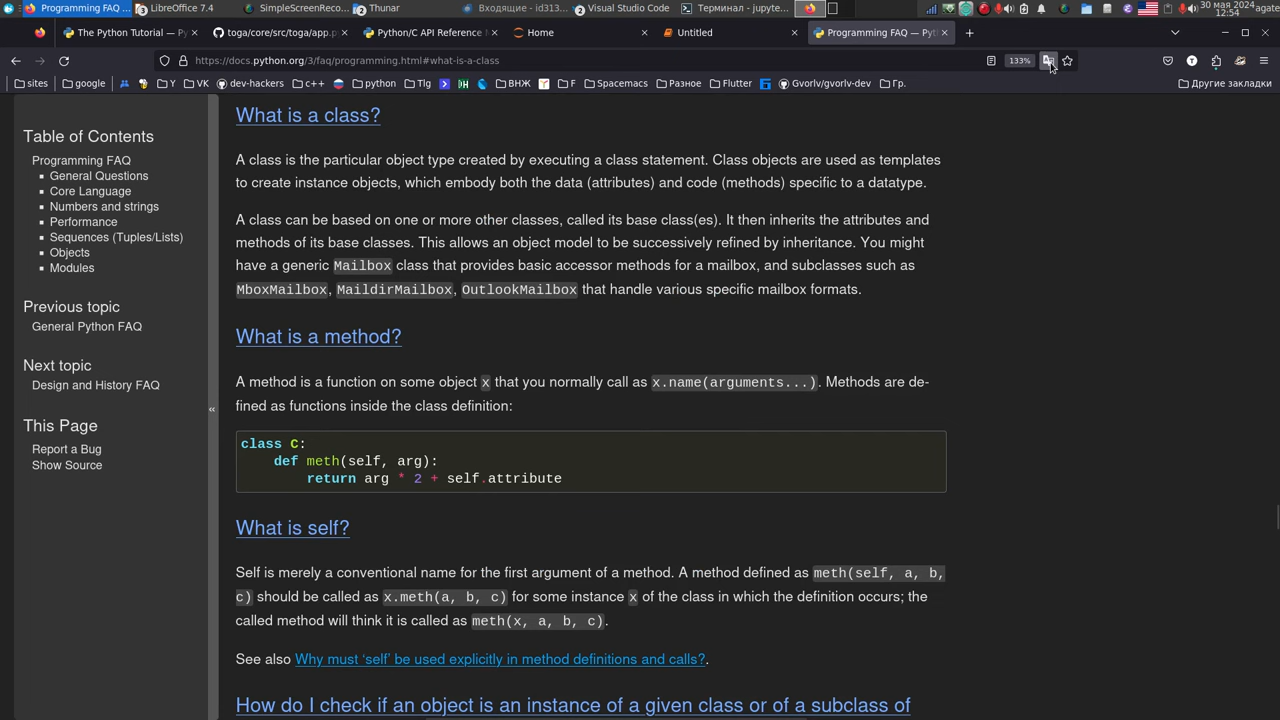 Programming FAQ — Pyt...
3 LibreOffice 7.4
SimpleScreenReco...
2 Thunar
Входящие - id313...
2 Visual Studio Code
Терминал - jupyte...
30 мая 2024
12:54
agate
The Python Tutorial — Py
toga/core/src/toga/app.p
Python/C API Reference M
Home
Untitled
Programming FAQ — Pyt
https://docs.python.org/3/faq/programming.html#what-is-a-class
133%
sites
google
Y
VK
dev-hackers
c++
python
Tlg
ВНЖ
F
Spacemacs
Разное
Flutter
Gvorlv/gvorlv-dev
Гр.
Другие закладки
Table of Contents
Programming FAQ
General Questions
Core Language
Numbers and strings
Performance
Sequences (Tuples/Lists)
Objects
Modules
Previous topic
General Python FAQ
Next topic
Design and History FAQ
This Page
Report a Bug
Show Source
«
What is a class?
A class is the particular object type created by executing a class statement. Class objects are used as templates
to create instance objects, which embody both the data (attributes) and code (methods) specific to a datatype.
A class can be based on one or more other classes, called its base class(es). It then inherits the attributes and
methods of its base classes. This allows an object model to be successively refined by inheritance. You might
have a generic Mailbox class that provides basic accessor methods for a mailbox, and subclasses such as
MboxMailbox, MaildirMailbox, OutlookMailbox that handle various specific mailbox formats.
What is a method?
A method is a function on some object x that you normally call as x.name(arguments...). Methods are de-
fined as functions inside the class definition:
class C:
    def meth(self, arg):
        return arg * 2 + self.attribute
What is self?
Self is merely a conventional name for the first argument of a method. A method defined as meth(self, a, b,
c) should be called as x.meth(a, b, c) for some instance x of the class in which the definition occurs; the
called method will think it is called as meth(x, a, b, c).
See also Why must ‘self’ be used explicitly in method definitions and calls?.
How do I check if an object is an instance of a given class or of a subclass of